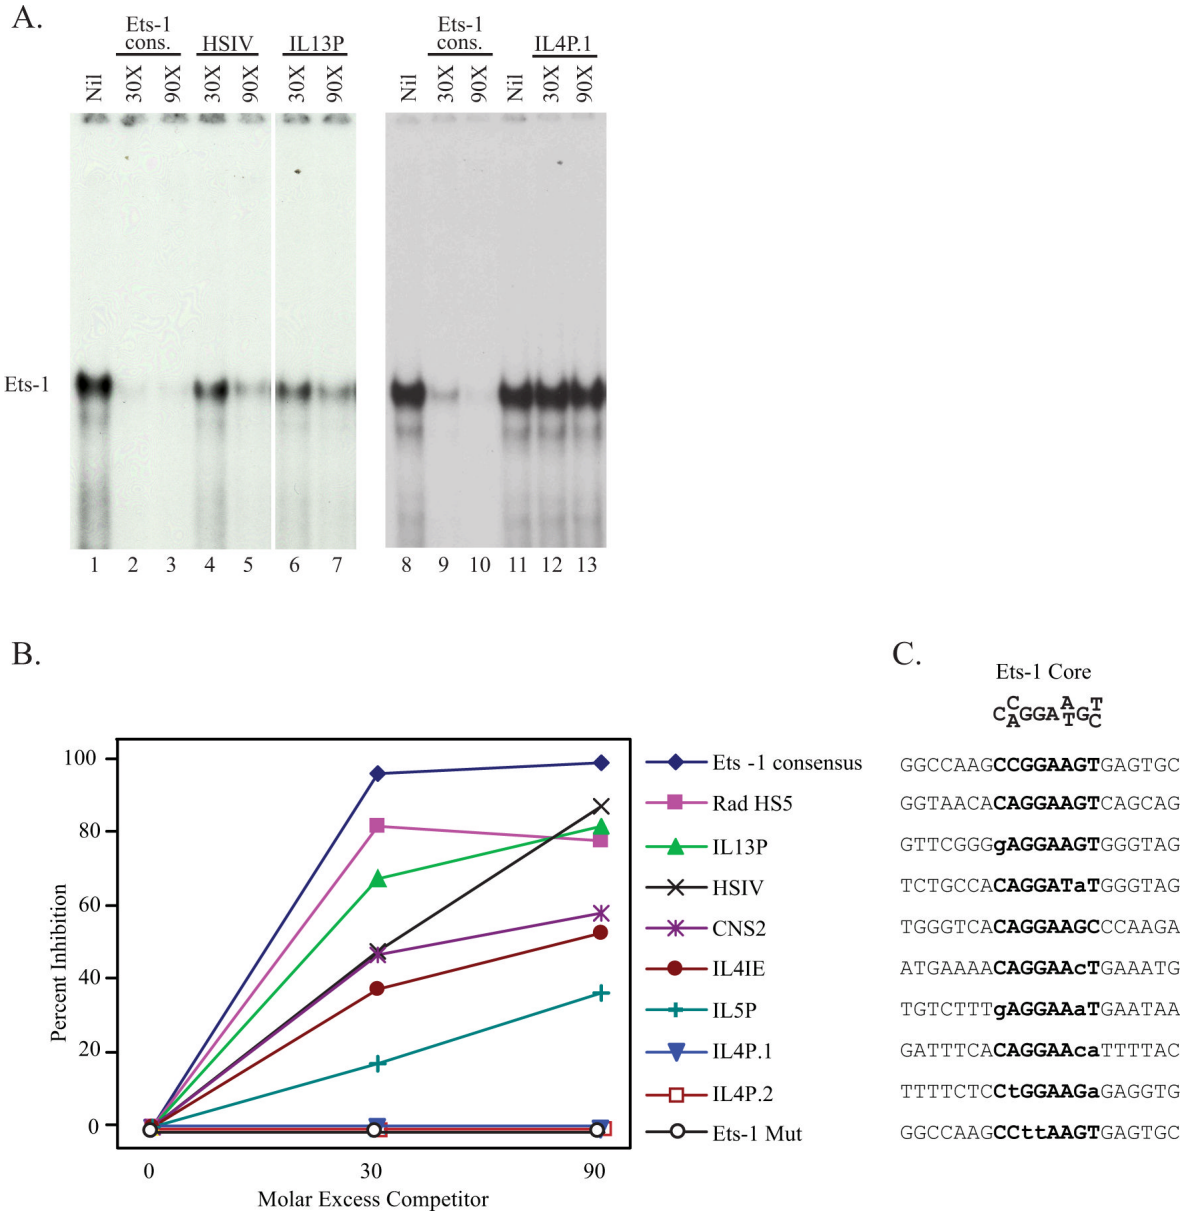 A.
Ets-1 cons. HSIV IL13P Ets-1 cons. IL4P.1
Nil 30X 90X 30X 90X 30X 90X Nil 30X 90X Nil 30X 90X
Ets-1
1 2 3 4 5 6 7 8 9 10 11 12 13
B.
Percent Inhibition
100
80
60
40
20
0
0 30 90
Molar Excess Competitor
Ets -1 consensus
Rad HS5
IL13P
HSIV
CNS2
IL4IE
IL5P
IL4P.1
IL4P.2
Ets-1 Mut
C.
Ets-1 Core
C A T
C GGA G
A T C
GGCCAAGCCGGAAGTGAGTGC
GGTAACACAGGAAGTCAGCAG
GTTCGGGgAGGAAGTGGGTAG
TCTGCCACAGGATaTGGGTAG
TGGGTCACAGGAAGCCCAAGA
ATGAAAACAGGAAcTGAAATG
TGTCTTTgAGGAAaTGAATAA
GATTTCACAGGAAcaTTTTAC
TTTTCTCCtGGAAGaGAGGTG
GGCCAAGCCttAAGTGAGTGC